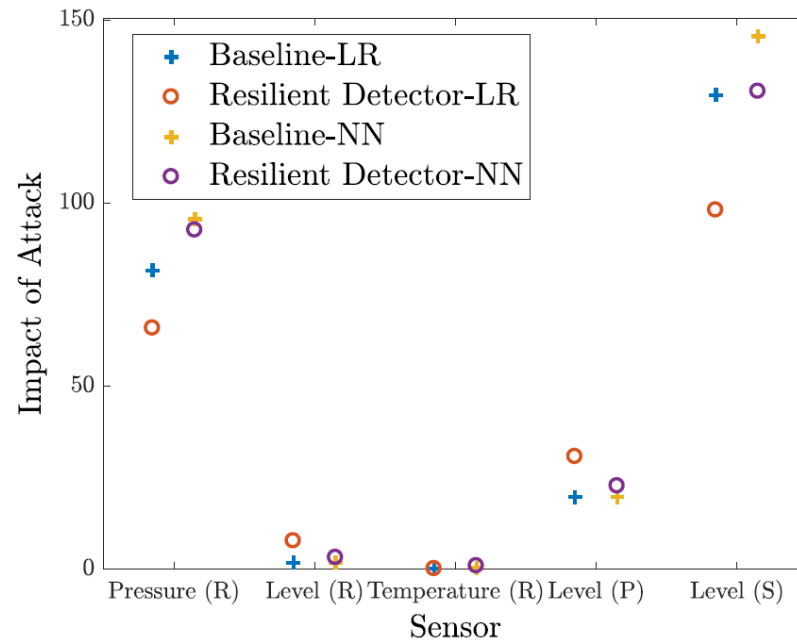 150
Baseline-LR
Resilient Detector-LR
Baseline-NN
Resilient Detector-NN
100
Impact of Attack
50
0
Pressure (R) Level (R) Temperature (R) Level (P) Level (S)
Sensor